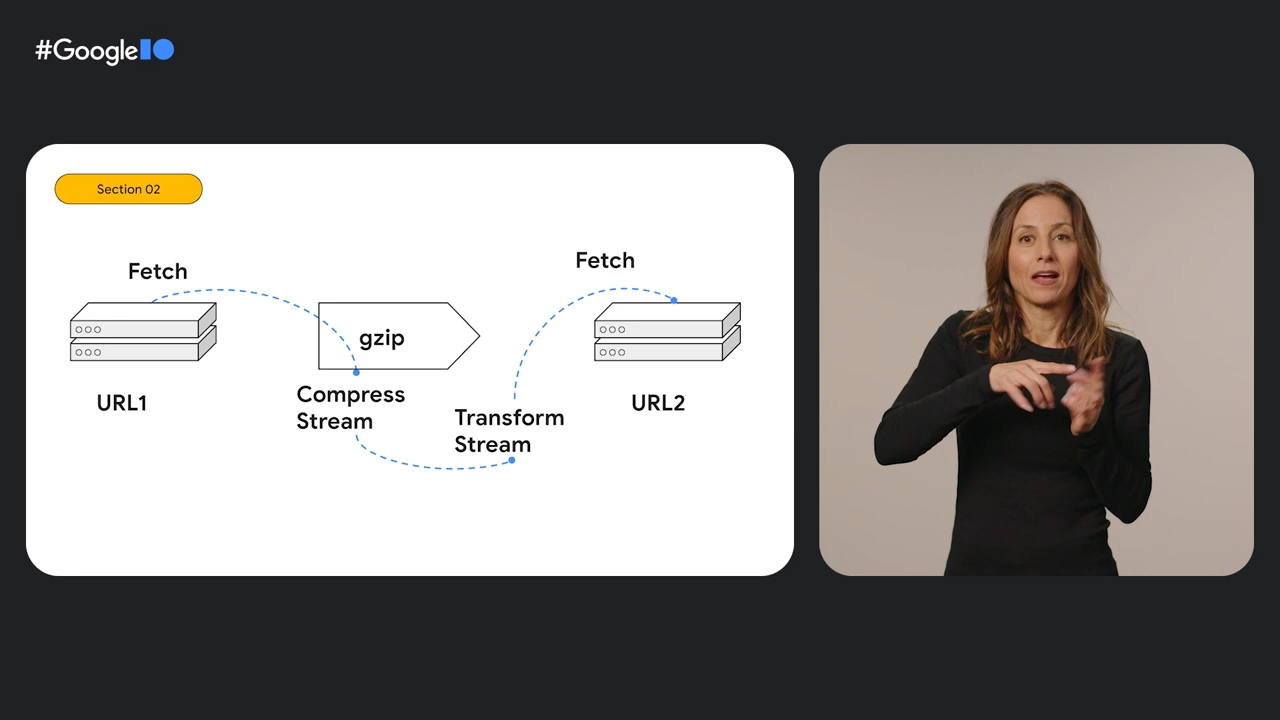 #GoogleIO
Section 02
Fetch
Fetch
gzip
URL1
Compress
Stream
Transform
Stream
URL2